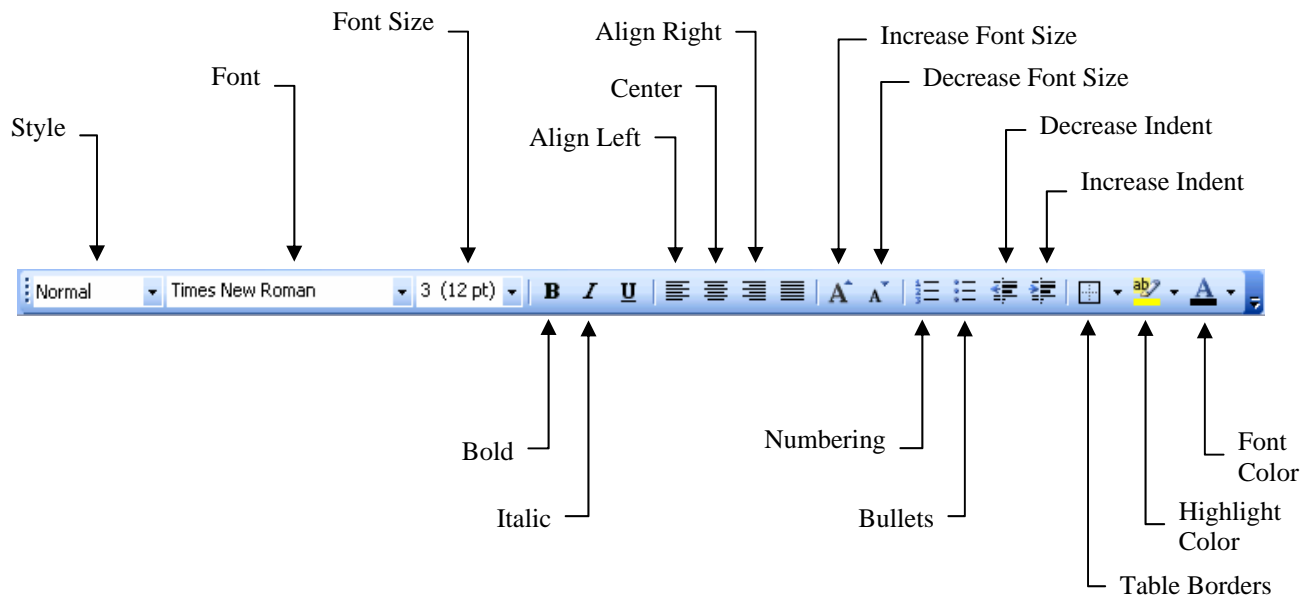 Font Size
Align Right
Increase Font Size
Font
Center
Decrease Font Size
Style
Align Left
Decrease Indent
Increase Indent
Normal Times New Roman 3 (12 pt) B I U A A ab A
Bold
Numbering
Font
Color
Italic
Bullets
Highlight
Color
Table Borders